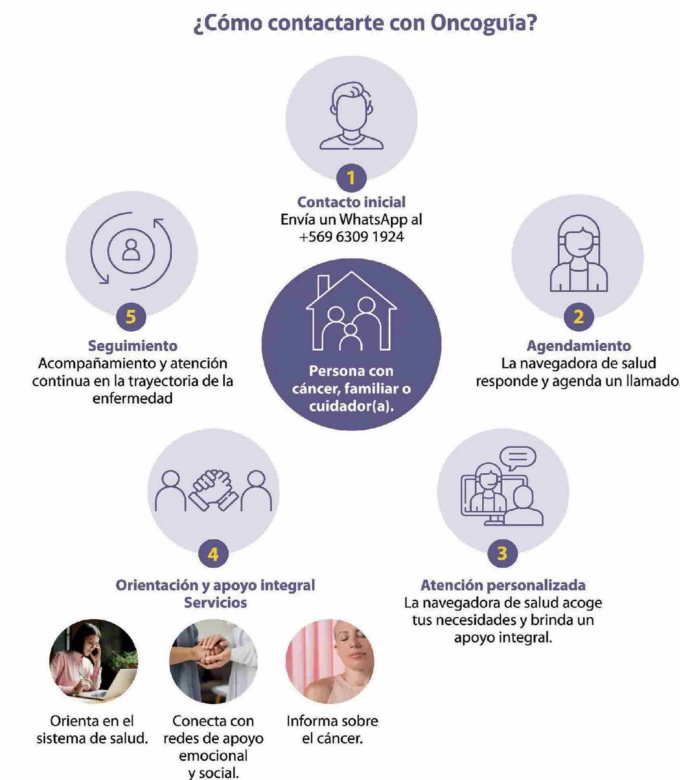 ¿Cómo contactarte con Oncoguía?
1
Contacto inicial
Envía un WhatsApp al
+569 6309 1924
2
Agendamiento
La navegadora de salud
responde y agenda un llamado.
3
Atención personalizada
La navegadora de salud acoge
tus necesidades y brinda un
apoyo integral.
4
Orientación y apoyo integral
Servicios
Orienta en el
sistema de salud.
Conecta con
redes de apoyo
emocional
y social.
Informa sobre
el cáncer.
5
Seguimiento
Acompañamiento y atención
continua en la trayectoria de la
enfermedad
Persona con
cáncer, familiar o
cuidador(a).